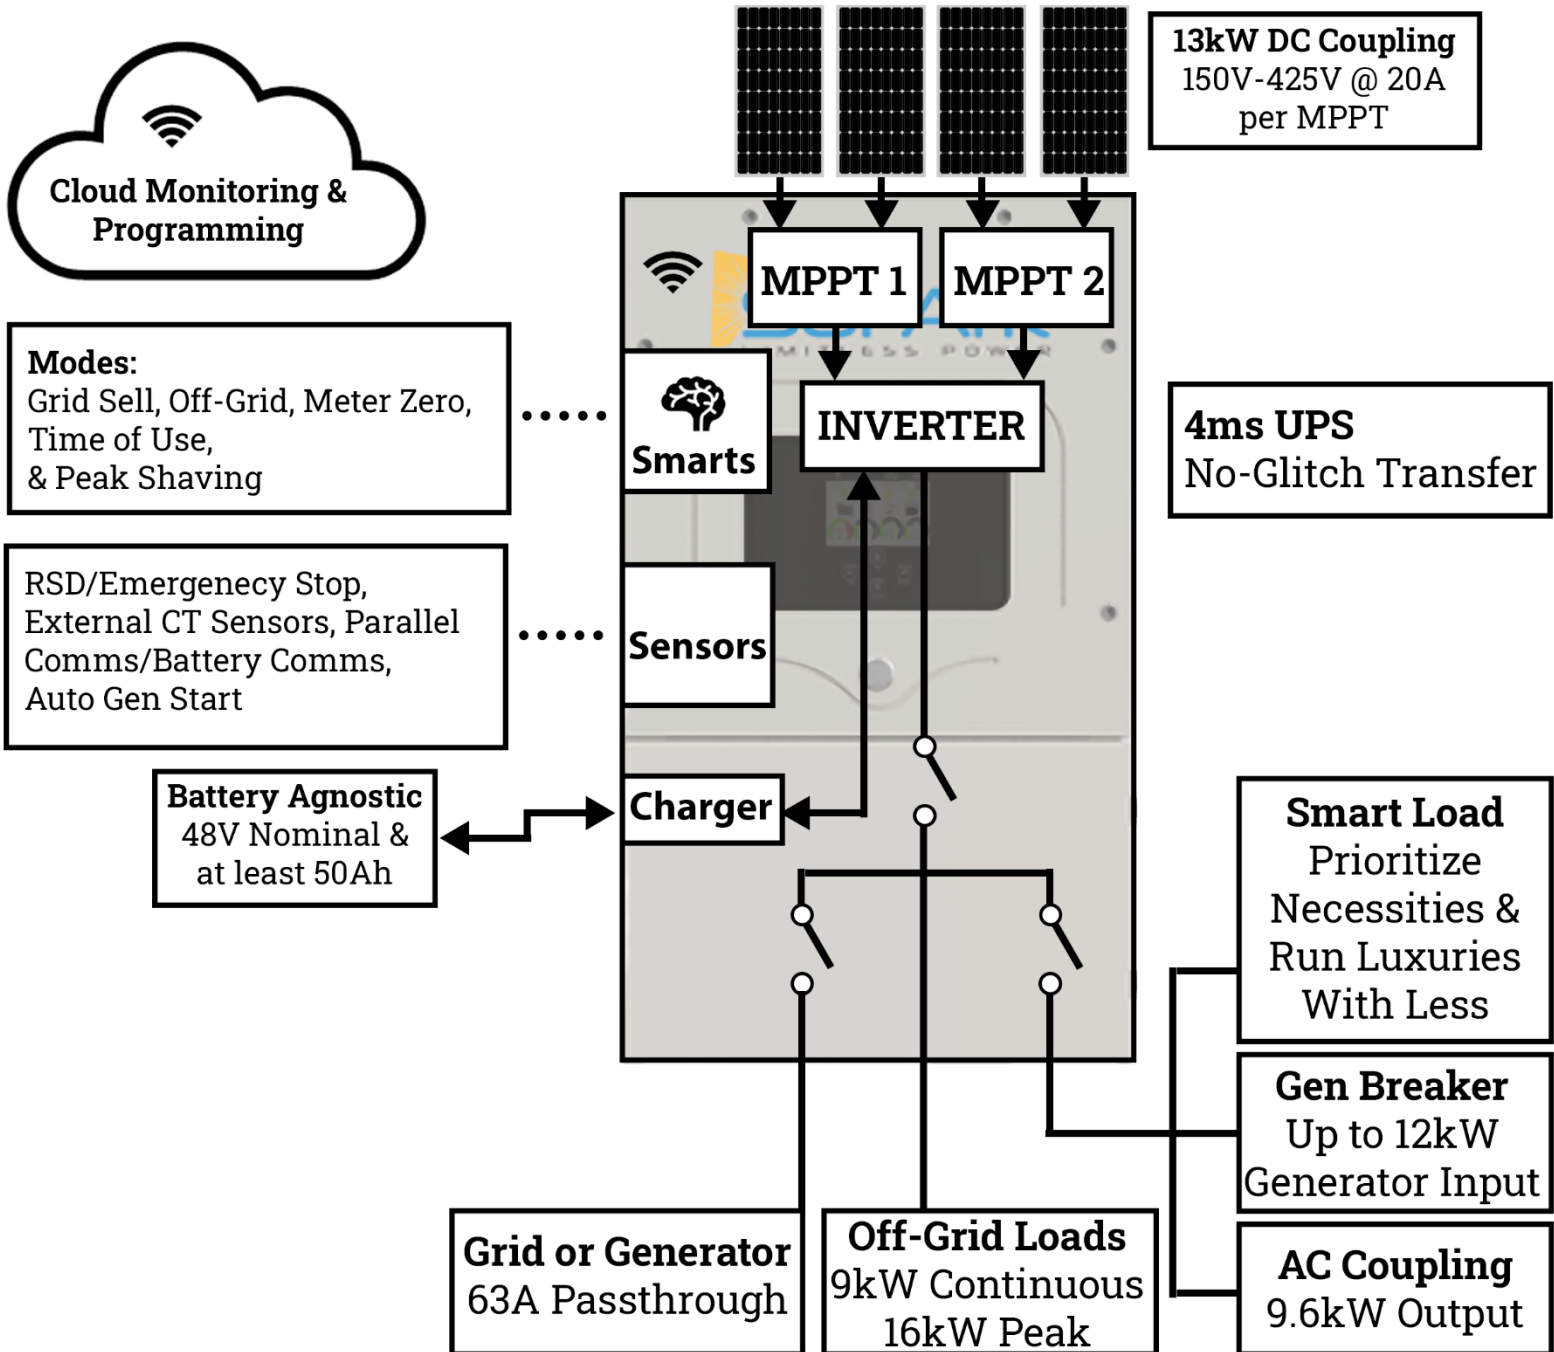 13kW DC Coupling
150V-425V @ 20A
per MPPT
Cloud Monitoring &
Programming
MPPT 1
MPPT 2
Modes:
Grid Sell, Off-Grid, Meter Zero,
Time of Use,
& Peak Shaving
Smarts
INVERTER
4ms UPS
No-Glitch Transfer
RSD/Emergenecy Stop,
External CT Sensors, Parallel
Comms/Battery Comms,
Auto Gen Start
Sensors
Battery Agnostic
48V Nominal &
at least 50Ah
Charger
Smart Load
Prioritize
Necessities &
Run Luxuries
With Less
Gen Breaker
Up to 12kW
Generator Input
Grid or Generator
63A Passthrough
Off-Grid Loads
9kW Continuous
16kW Peak
AC Coupling
9.6kW Output